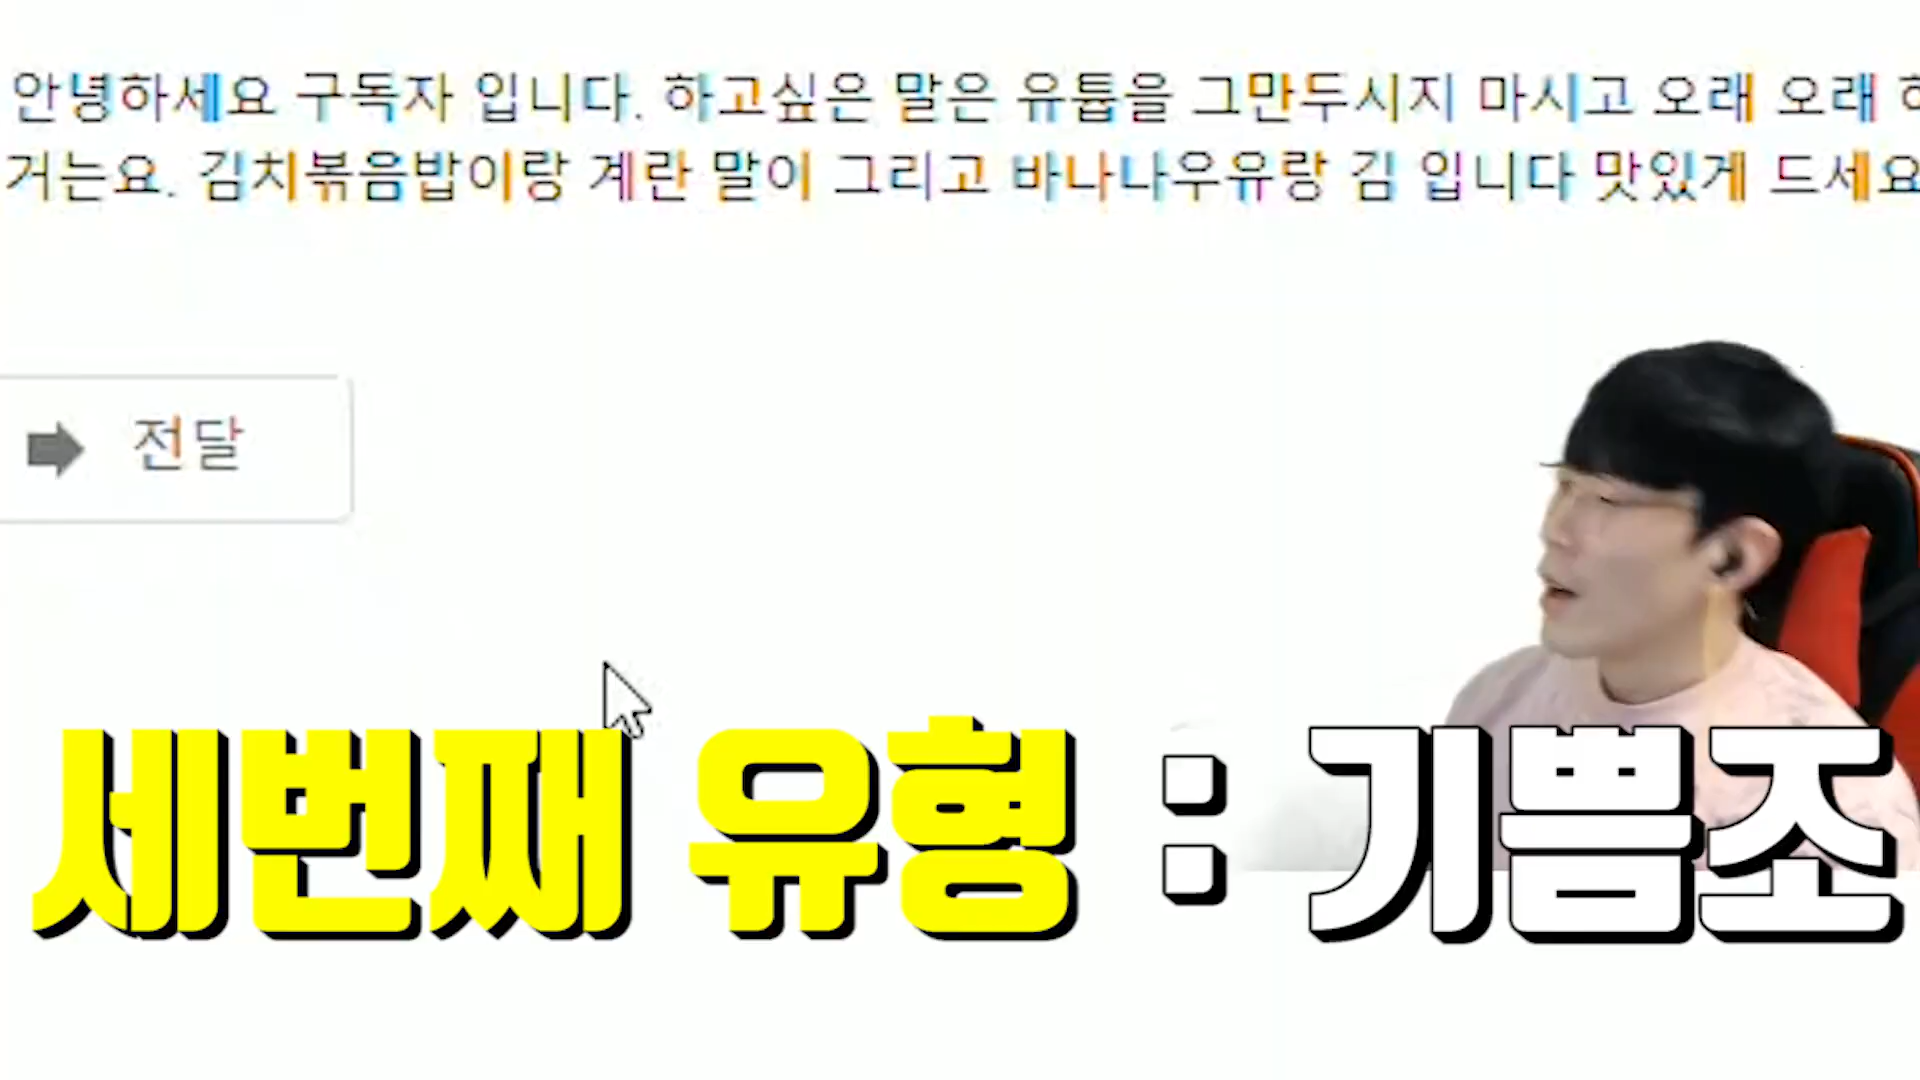 안녕하세요 구독자 입니다. 하고싶은 말은 유튭을 그만두시지 마시고 오래 오래
거는요. 김치볶음밥이랑 계란 말이 그리고 바나나우유랑 김 입니다 맛있게 드세요
전달
세번째 유형 : 기쁨조